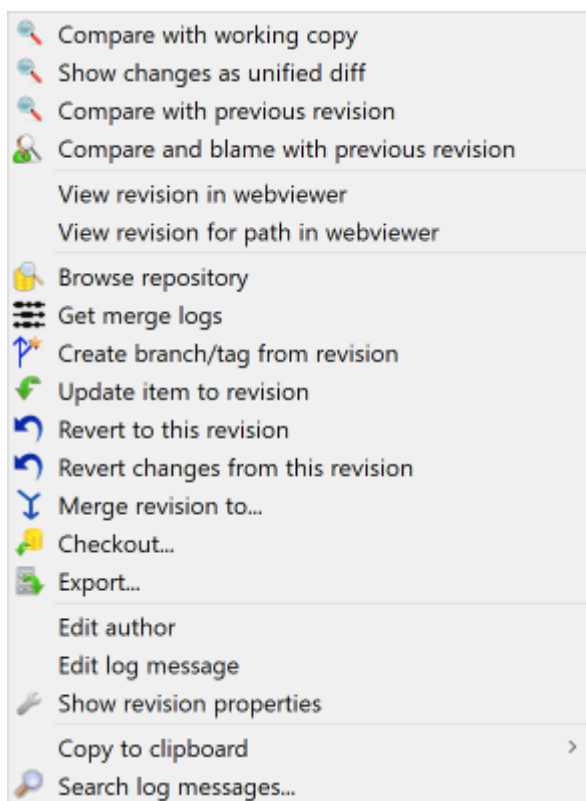 Compare with working copy
Show changes as unified diff
Compare with previous revision
Compare and blame with previous revision
View revision in webviewer
View revision for path in webviewer
Browse repository
Get merge logs
Create branch/tag from revision
Update item to revision
Revert to this revision
Revert changes from this revision
Merge revision to...
Checkout...
Export...
Edit author
Edit log message
Show revision properties
Copy to clipboard
Search log messages...